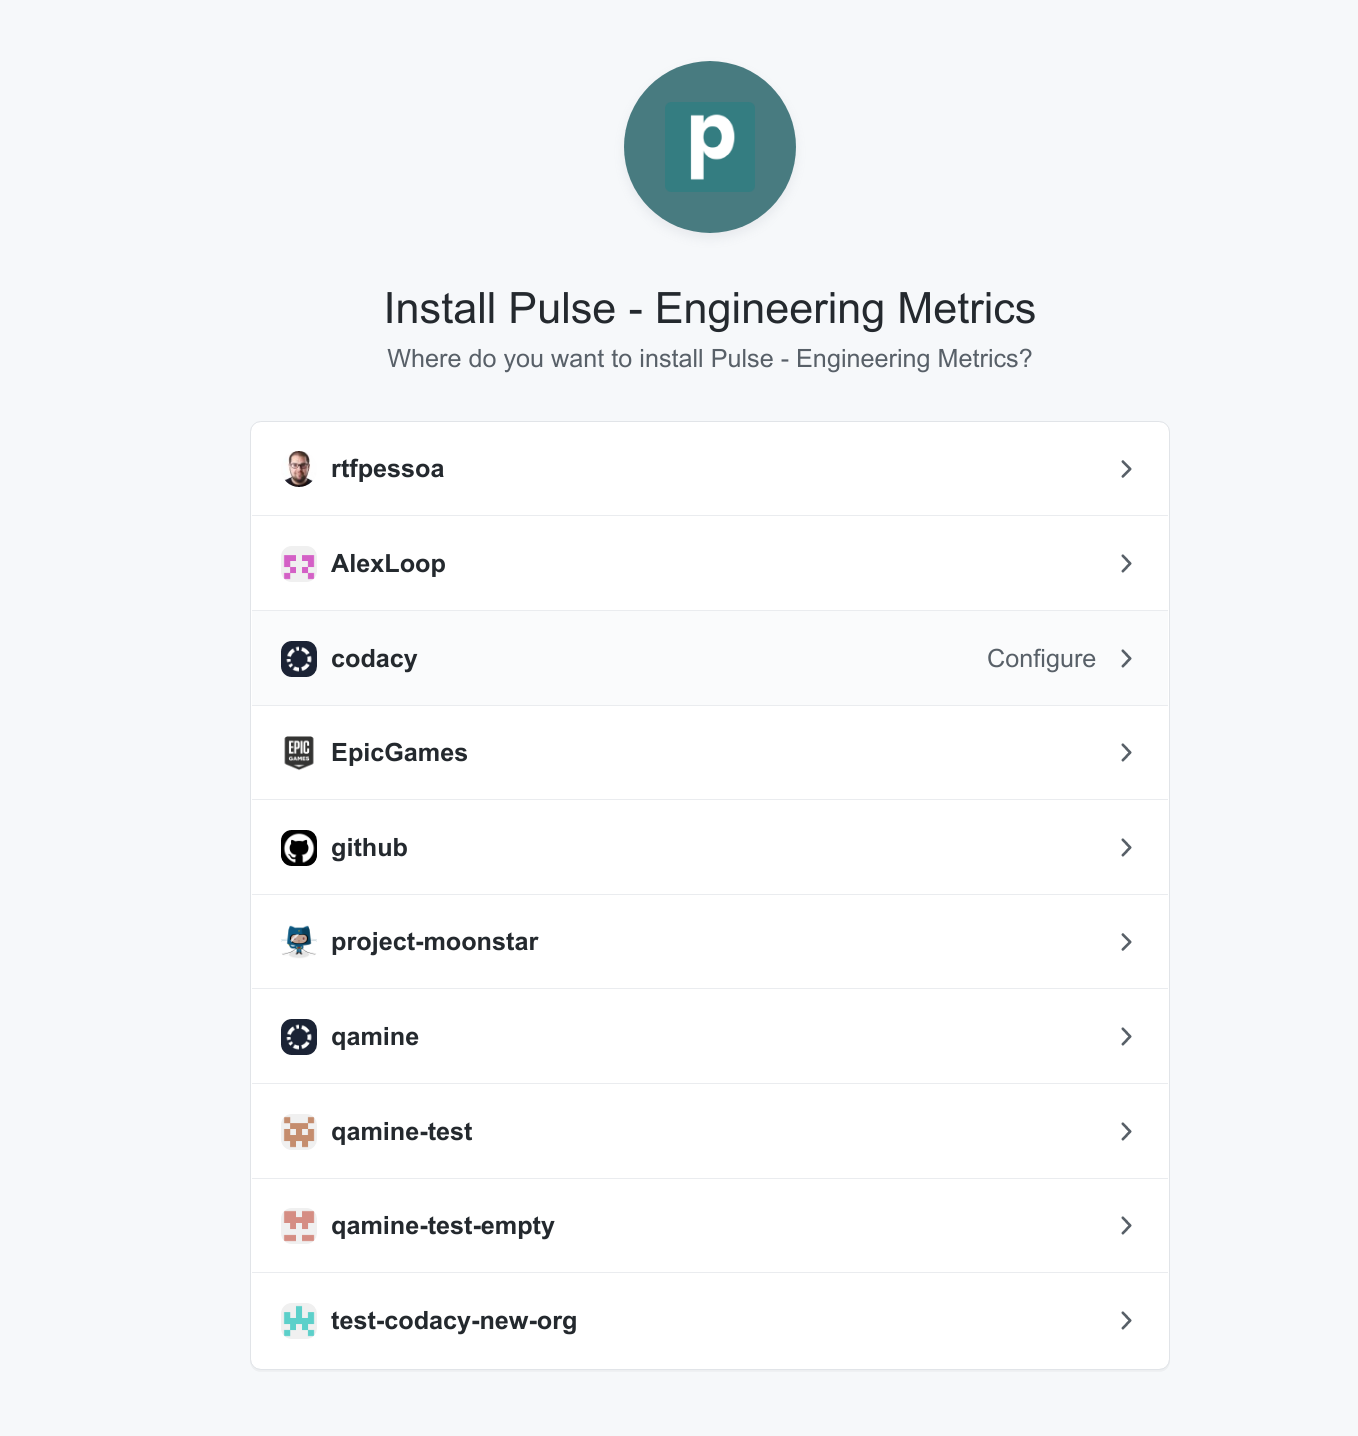 p
Install Pulse - Engineering Metrics
Where do you want to install Pulse - Engineering Metrics?
rtfpessoa
AlexLoop
codacy Configure
EPIC
GAMES
EpicGames
github
project-moonstar
qamine
qamine-test
qamine-test-empty
test-codacy-new-org